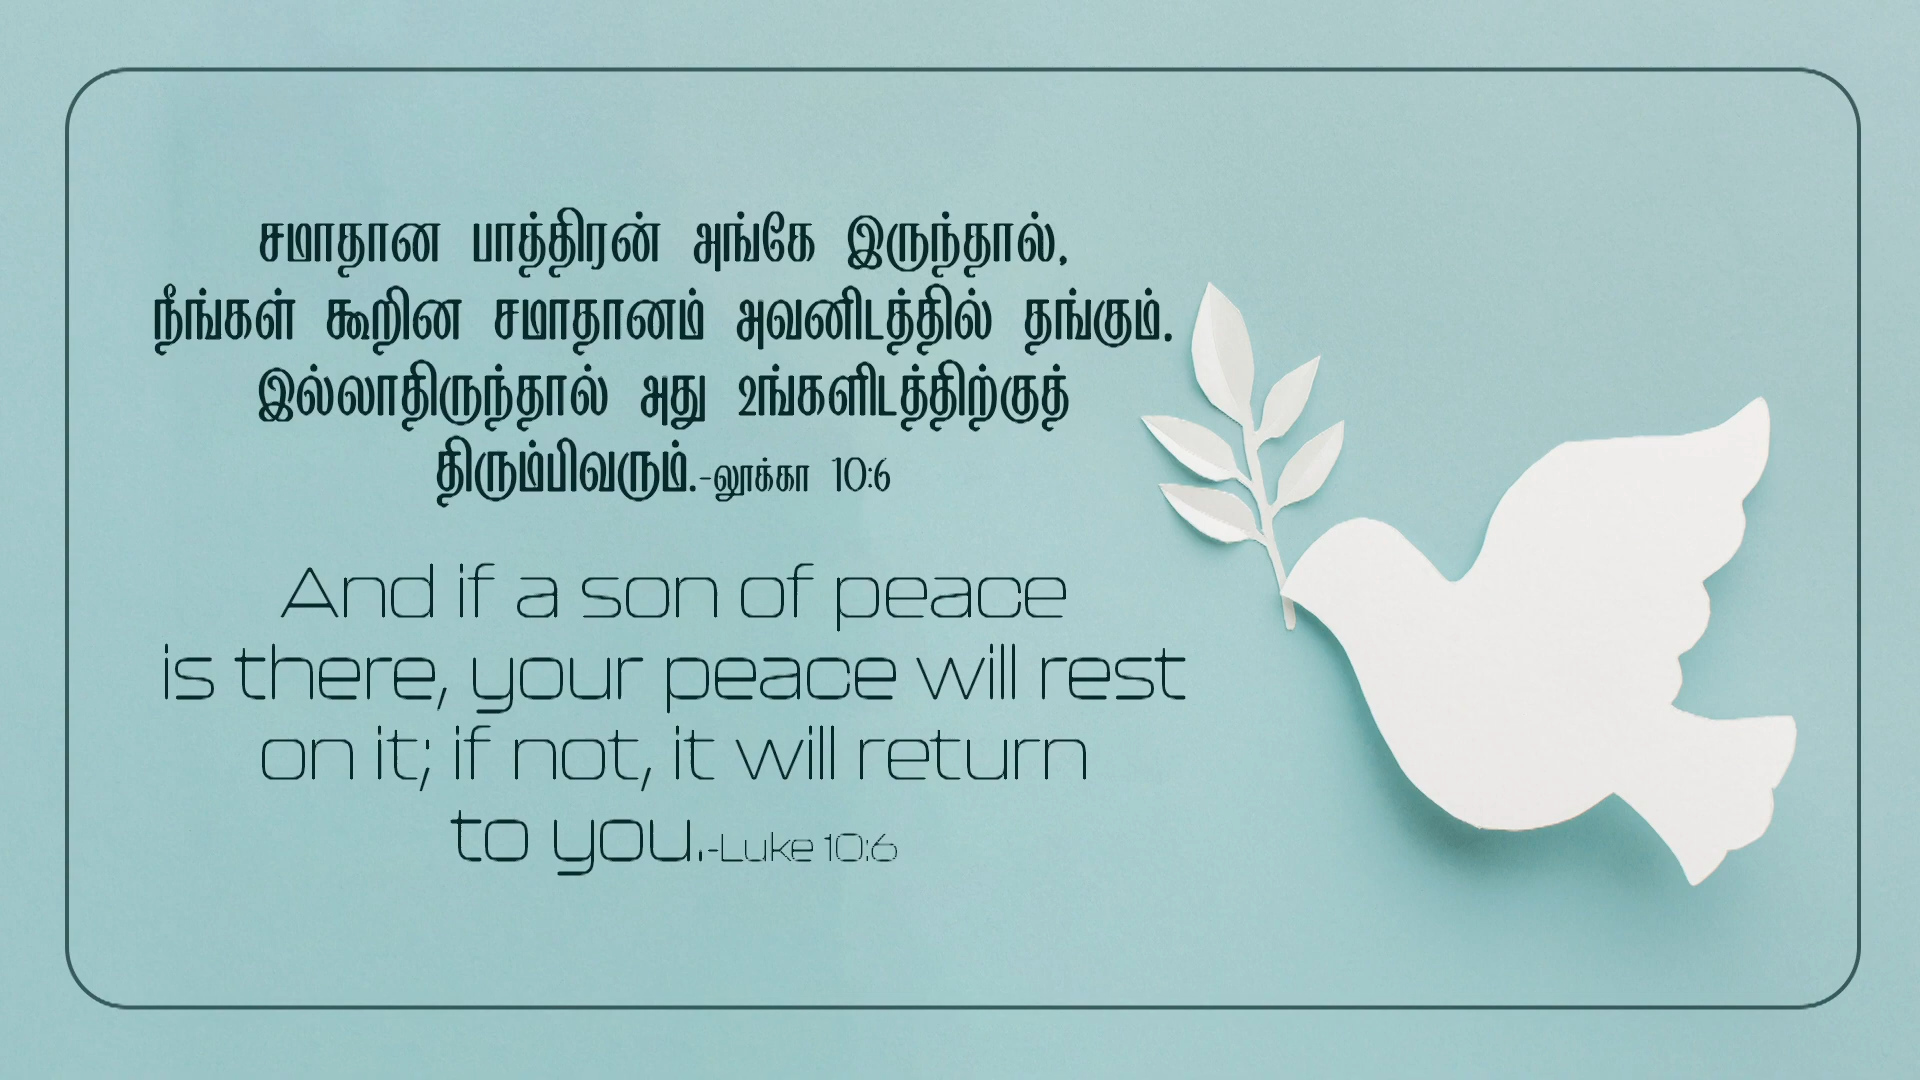 சமாதான பாத்திரன் அங்கே இருந்தால்,
நீங்கள் கூறின சமாதானம் அவனிடத்தில் தங்கும்.
இல்லாதிருந்தால் அது உங்களிடத்திற்குத்
திரும்பிவரும்.-லூக்கா 10:6
And if a son of peace
is there, your peace will rest
on it; if not, it will return
to you.-Luke 10:6